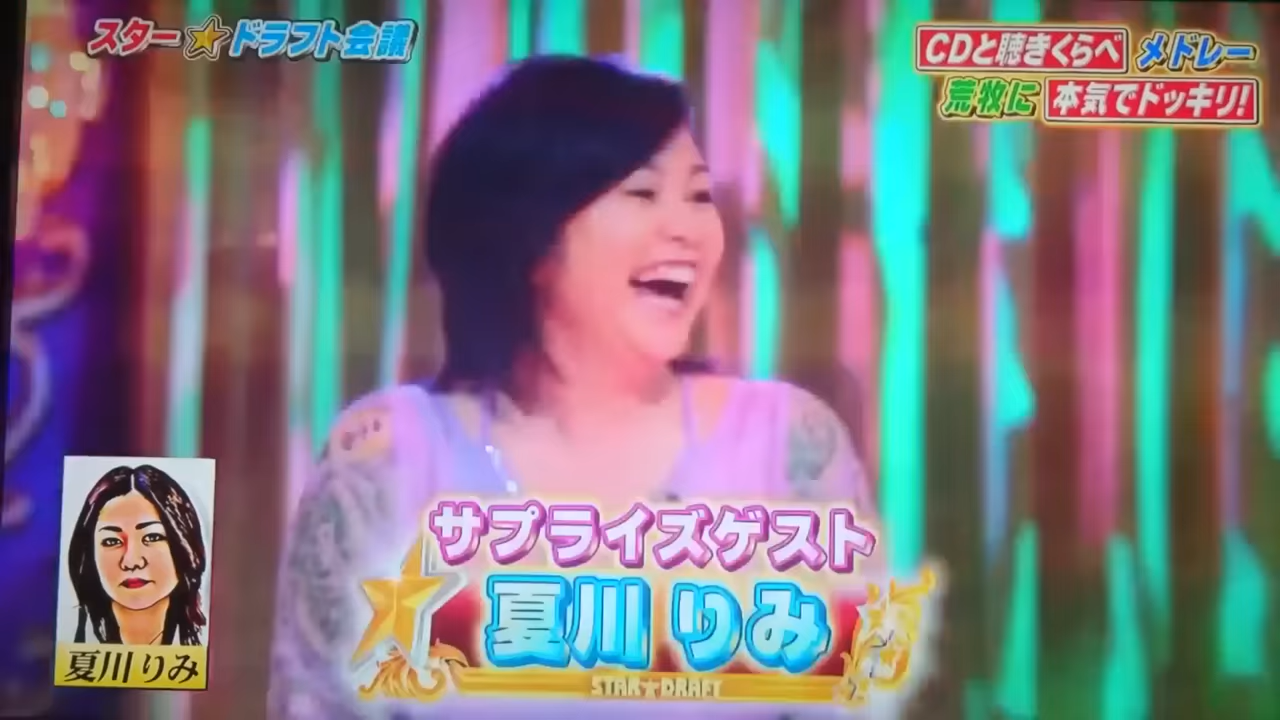 スター★ドラフト会議
CDと聴きくらべ メドレー
荒牧に 本気でドッキリ!
サプライズゲスト
夏川 りみ
STAR★DRAFT
夏川 りみ